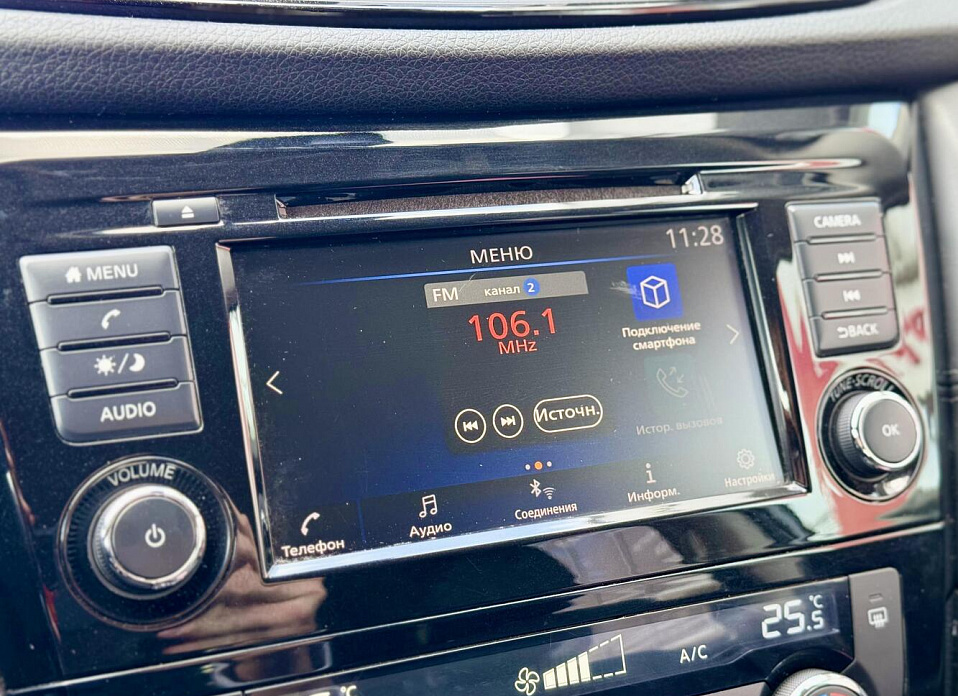 МЕНЮ
11:28
FM канал 2
106.1
MHz
Подключение
смартфона
Источн.
Истор. вызовов
Телефон
Аудио
Соединения
Информ.
Настройки
MENU
☀/☾
AUDIO
VOLUME
CAMERA
BACK
TUNE·SCROLL
OK
25.5 °C
A/C
°C